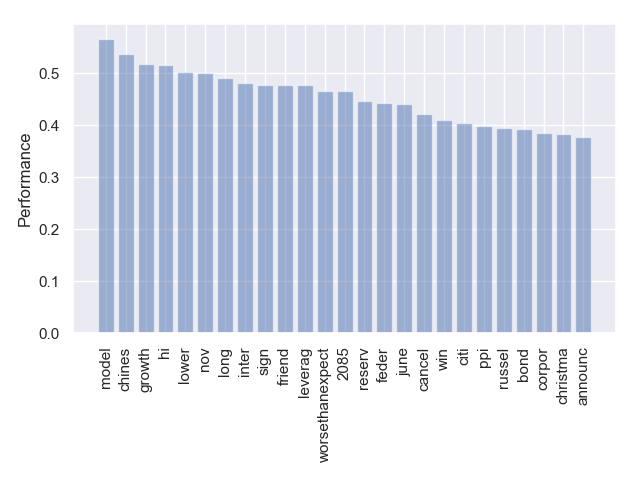 Performance
0.5
0.4
0.3
0.2
0.1
0.0
model
chines
growth
hi
lower
nov
long
inter
sign
friend
leverag
worsethanexpect
2085
reserv
feder
june
cancel
win
citi
ppi
russel
bond
corpor
christma
announc